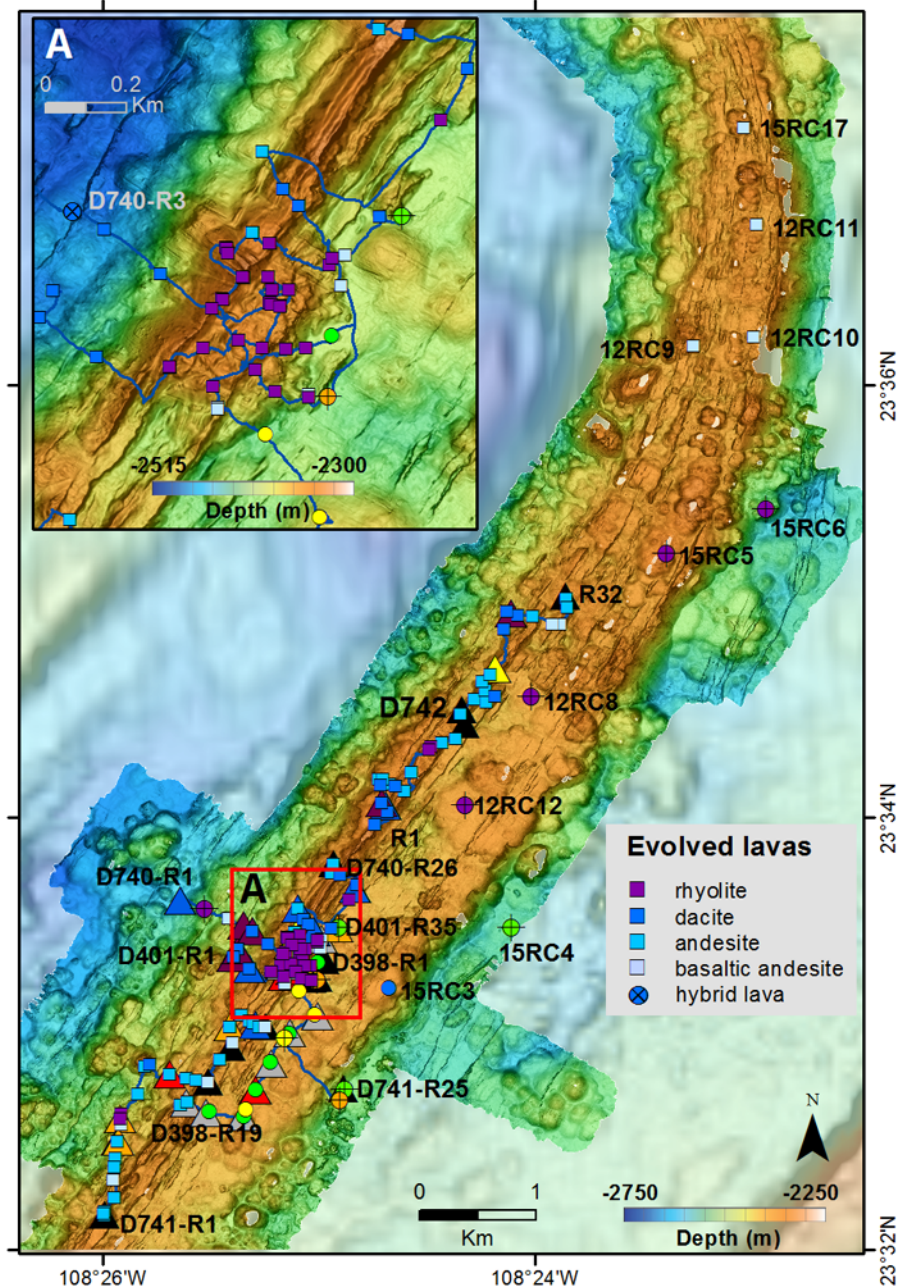 A
0 0.2
Km
D740-R3
-2515 -2300
Depth (m)
15RC17
12RC11
12RC9
12RC10
23°36'N
15RC6
15RC5
R32
12RC8
D742
12RC12
R1
23°34'N
D740-R26
D740-R1
A
D401-R35
D401-R1
D398-R1
15RC4
15RC3
Evolved lavas
rhyolite
dacite
andesite
basaltic andesite
hybrid lava
D741-R25
D398-R19
D741-R1
N
0 1
Km
-2750 -2250
Depth (m)
23°32'N
108°26'W 108°24'W